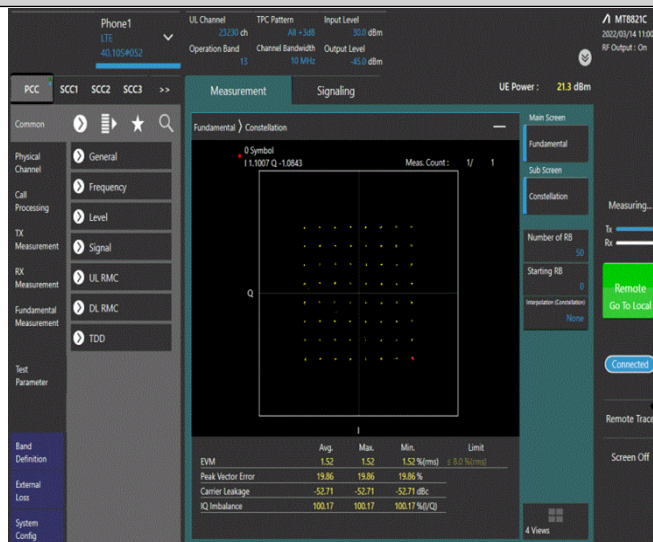 Phone1
LTE
40.10S#052
UL Channel TPC Pattern Input Level
23230 ch All +3dB 30.0 dBm
Operation Band Channel Bandwidth Output Level
13 10 MHz -45.0 dBm
MT8821C
2022/03/14 11:00
RF Output : On
PCC SCC1 SCC2 SCC3 >>
Measurement Signaling
UE Power : 21.3 dBm
Common
Physical
Channel
Call
Processing
TX
Measurement
RX
Measurement
Fundamental
Measurement
Test
Parameter
Band
Definition
External
Loss
System
Config
General
Frequency
Level
Signal
UL RMC
DL RMC
TDD
Fundamental 〉 Constellation
0 Symbol
I 1.1007 Q -1.0843 Meas. Count : 1/ 1
Q
I
Avg. Max. Min. Limit
EVM 1.52 1.52 1.52 %(rms) ≤ 8.0 %(rms)
Peak Vector Error 19.86 19.86 19.86 %
Carrier Leakage -52.71 -52.71 -52.71 dBc
IQ Imbalance 100.17 100.17 100.17 %(I/Q)
Main Screen
Fundamental
Sub Screen
Constellation
Number of RB
50
Starting RB
0
Interpolation (Constellation)
None
4 Views
Measuring...
Tx
Rx
Remote
Go To Local
Connected
Remote Trace
Screen Off